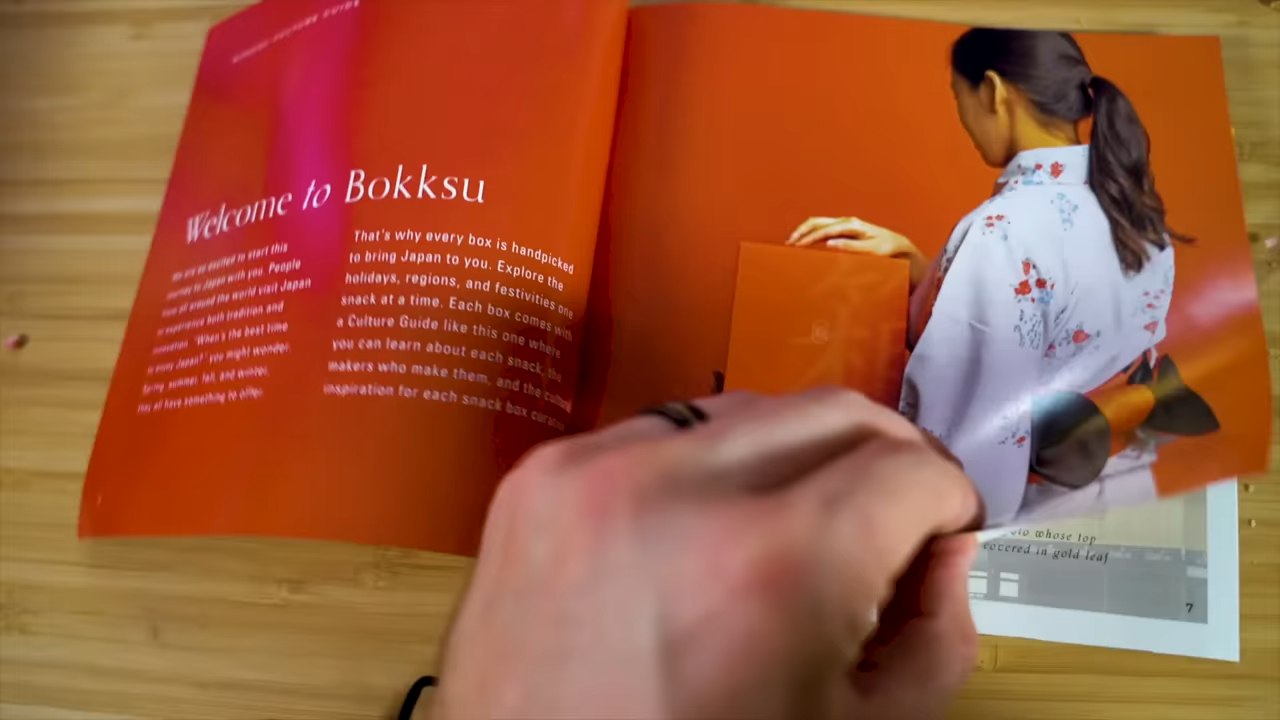 Welcome to Bokksu
We are so excited to start this
journey to Japan with you. People
from all around the world visit Japan
to experience both tradition and
innovation. "When's the best time
to enjoy Japan?" you might wonder.
Spring, summer, fall, and winter,
they all have something to offer.
That's why every box is handpicked
to bring Japan to you. Explore the
holidays, regions, and festivities one
snack at a time. Each box comes with
a Culture Guide like this one where
you can learn about each snack, the
makers who make them, and the
inspiration for each snack box
whose top
covered in gold leaf
7